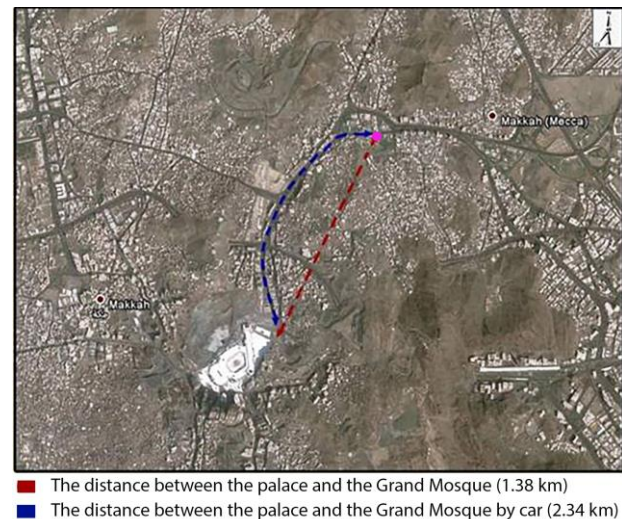 Makkah (Mecca)
Makkah
مكة
The distance between the palace and the Grand Mosque (1.38 km)
The distance between the palace and the Grand Mosque by car (2.34 km)